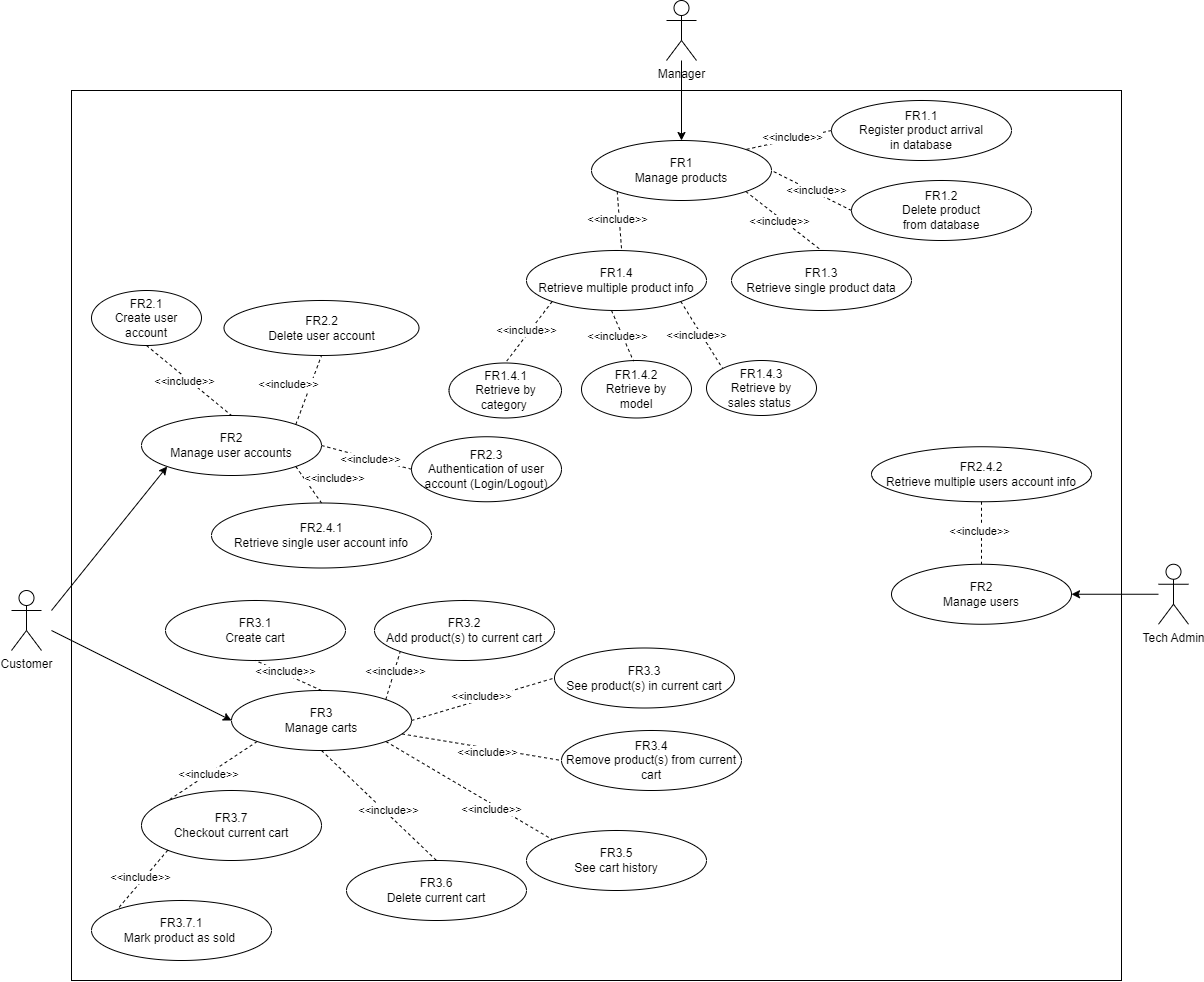 Manager
<<include>>
FR1.1
Register product arrival
in database
FR1
Manage products
<<include>>
FR1.2
Delete product
from database
<<include>>
<<include>>
FR1.4
Retrieve multiple product info
FR1.3
Retrieve single product data
FR2.1
Create user
account
FR2.2
Delete user account
<<include>>
<<include>>
<<include>>
FR1.4.1
Retrieve by
category
FR1.4.2
Retrieve by
model
FR1.4.3
Retrieve by
sales status
<<include>>
<<include>>
FR2
Manage user accounts
<<include>>
FR2.3
Authentication of user
account (Login/Logout)
<<include>>
FR2.4.1
Retrieve single user account info
FR2.4.2
Retrieve multiple users account info
<<include>>
FR2
Manage users
Tech Admin
Customer
FR3.1
Create cart
FR3.2
Add product(s) to current cart
<<include>>
<<include>>
FR3.3
See product(s) in current cart
<<include>>
FR3
Manage carts
<<include>>
FR3.4
Remove product(s) from current
cart
<<include>>
<<include>>
<<include>>
FR3.7
Checkout current cart
FR3.5
See cart history
<<include>>
FR3.6
Delete current cart
FR3.7.1
Mark product as sold